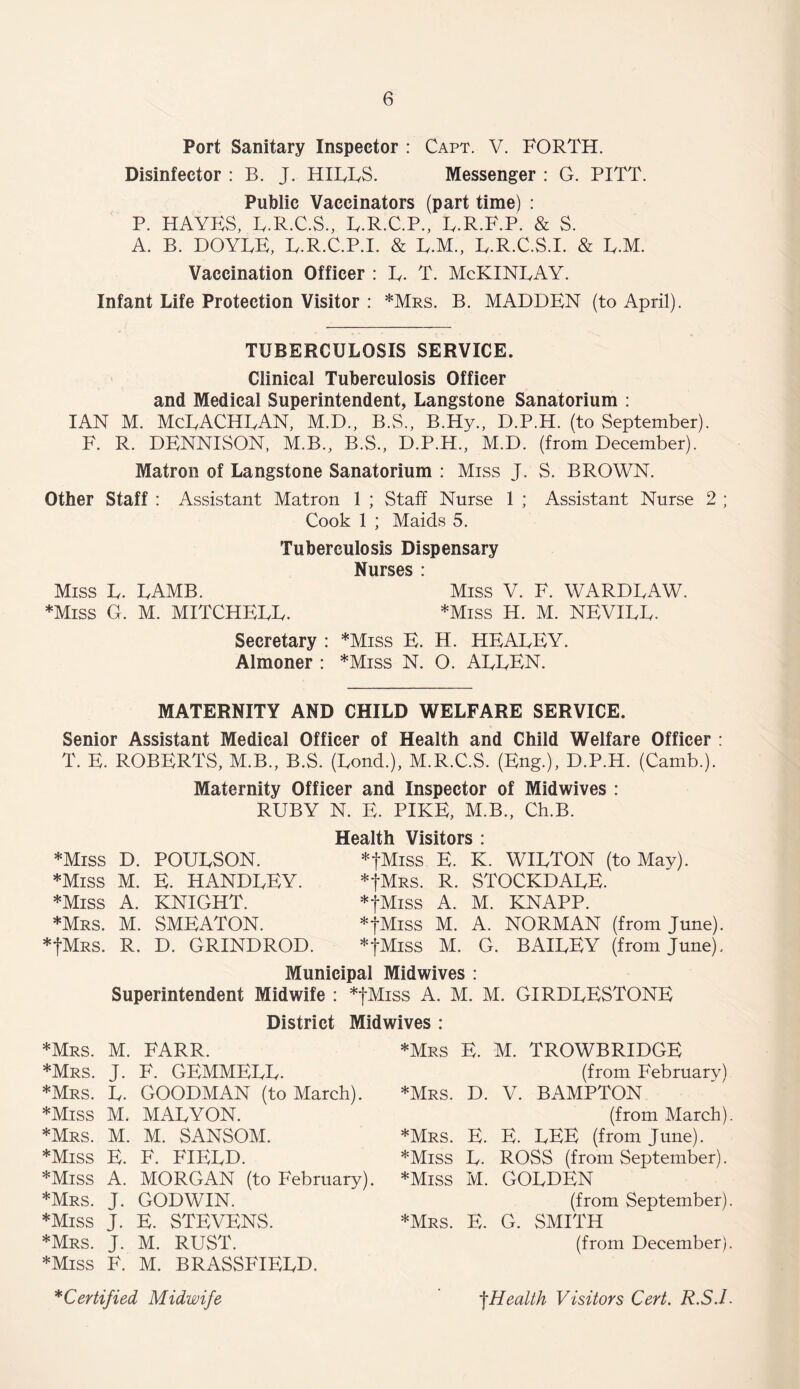 6
Port Sanitary Inspector : Capt. V. FORTH.
Disinfector : B. J. HILLS. Messenger : G. PITT.
Public Vaccinators (part time) :
P. HAYES, L.R.C.S., L.R.C.P., L.R.F.P. & S.
A. B. DOYLE, L.R.C.P.I. & L.M., L.R.C.S.I. & L.M.
Vaccination Officer : L. T. McKINLAY.
Infant Life Protection Visitor : *Mrs. B. MADDEN (to April).
TUBERCULOSIS SERVICE.
Clinical Tuberculosis Officer
and Medical Superintendent, Langstone Sanatorium :
IAN M. McLACHLAN, M.D., B.S., B.Hy., D.P.H. (to September).
F. R. DENNISON, M.B., B.S., D.P.H., M.D. (from December).
Matron of Langstone Sanatorium : Miss J. S. BROWN.
Other Staff : Assistant Matron 1 ; Staff Nurse 1 ; Assistant Nurse 2 ;
Cook 1 ; Maids 5.
Tuberculosis Dispensary
Nurses :
Miss L. LAMB. Miss V. F. WARDLAW.
*Miss G. M. MITCHELL. *Miss H. M. NEVILL.
Secretary : *Miss E. H. HEALEY.
Almoner : *Miss N. O. ALLEN.
MATERNITY AND CHILD WELFARE SERVICE.
Senior Assistant Medical Officer of Health and Child Welfare Officer :
T. E. ROBERTS, M.B., B.S. (Lond.), M.R.C.S. (Eng.), D.P.H. (Camb.).
Maternity Officer and Inspector of Midwives :
RUBY N. E. PIKE, M.B., Ch.B.
Health Visitors :
*Miss D. POULSON. *†Miss E. K. WILTON (to May).
*Miss M. E. HANDLEY. *†Mrs. R. STOCKDALE.
*Miss A. KNIGHT. *†Miss A. M. KNAPP.
*Mrs. M. SMEATON. *†Miss M. A. NORMAN (from June).
*†Mrs. R. D. GRINDROD. *†Miss M. G. BAILEY (from June).
Municipal Midwives :
Superintendent Midwife : *†Miss A. M. M. GIRDLESTONE
District Midwives :
*Mrs. M. FARR.
*Mrs. J. F. GEMMELL.
*Mrs. L. GOODMAN (to March).
*Miss M. MALYON.
*Mrs. M. M. SANSOM.
*Miss E. F. FIELD.
*Miss A. MORGAN (to February).
*Mrs. J. GODWIN.
*Miss J. E. STEVENS.
*Mrs. J. M. RUST.
*Miss F. M. BRASSFIELD.
*Mrs E. M. TROWBRIDGE
(from February)
*Mrs. D. V. BAMPTON
(from March).
*Mrs. E. E. LEE (from June).
*Miss L. ROSS (from September).
*Miss M. GOLDEN
(from September).
*Mrs. E. G. SMITH
(from December).
*Certified Midwife †Health Visitors Cert. R.S.I.